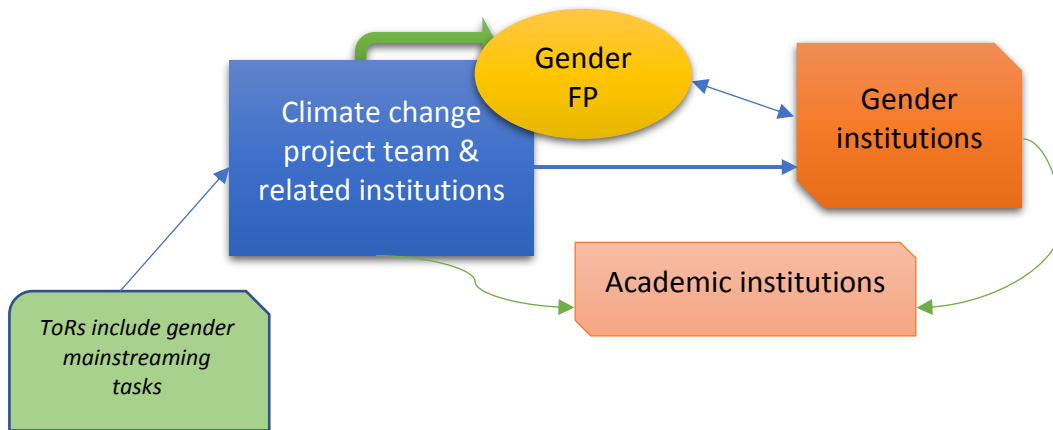 Gender
FP
Climate change
project team &
related institutions
Gender
institutions
Academic institutions
ToRs include gender
mainstreaming
tasks